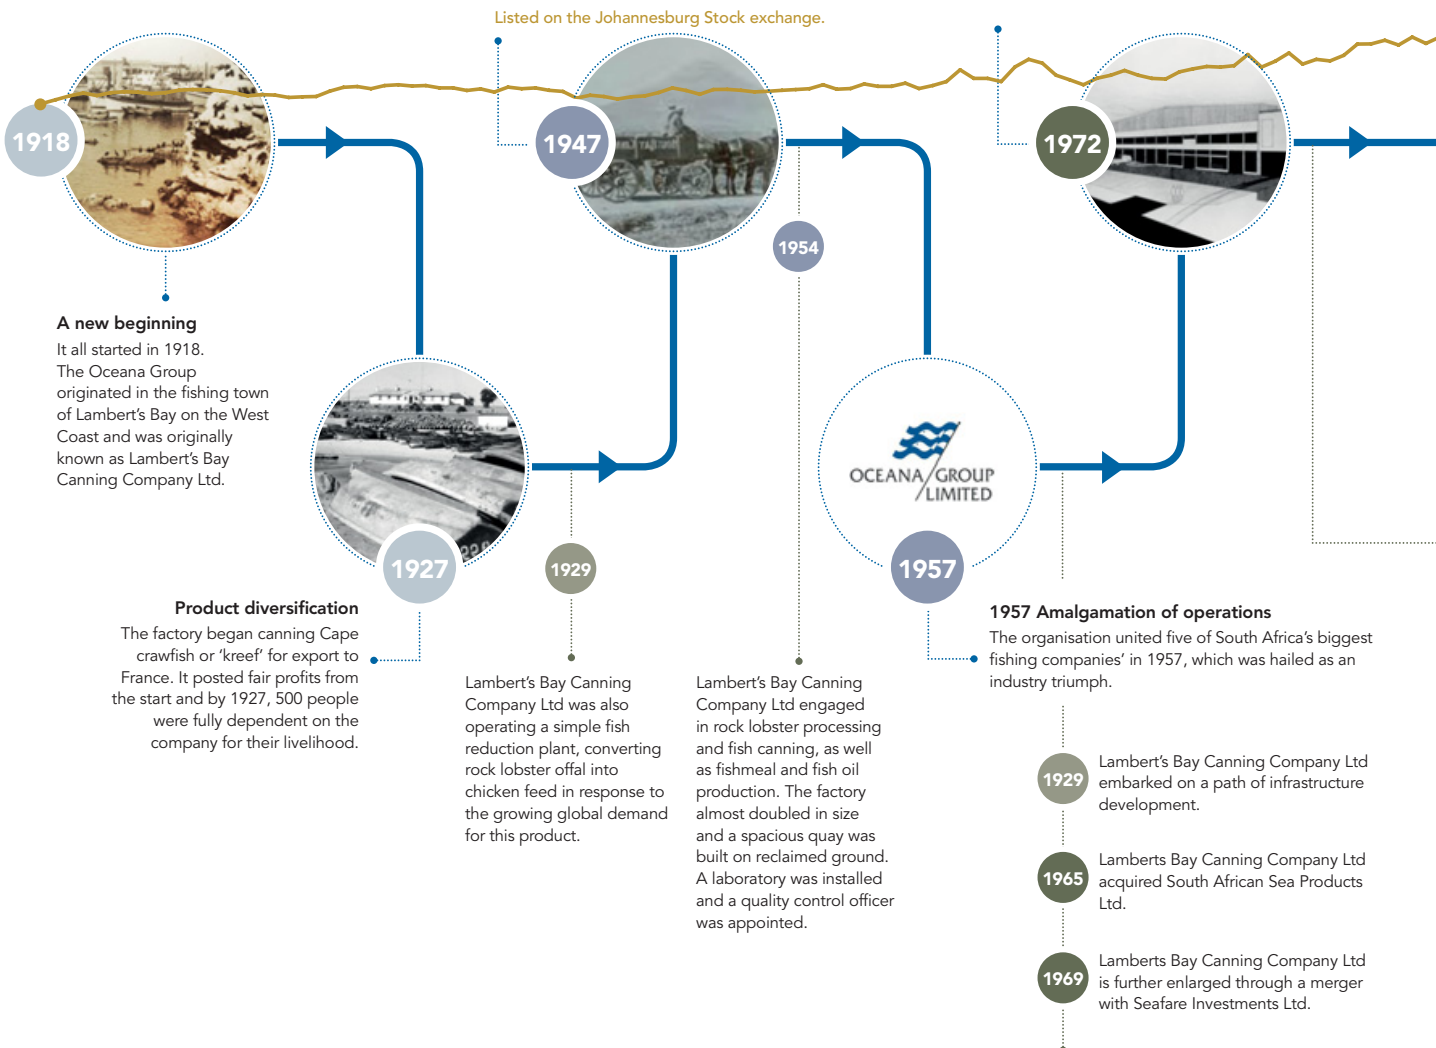 Listed on the Johannesburg Stock exchange.
1918
1947
1972
1954
A new beginning
It all started in 1918.
The Oceana Group
originated in the fishing town
of Lambert's Bay on the West
Coast and was originally
known as Lambert's Bay
Canning Company Ltd.
OCEANA GROUP
LIMITED
1927
1929
1957
Product diversification
The factory began canning Cape
crawfish or ‘kreef’ for export to
France. It posted fair profits from
the start and by 1927, 500 people
were fully dependent on the
company for their livelihood.
Lambert's Bay Canning
Company Ltd was also
operating a simple fish
reduction plant, converting
rock lobster offal into
chicken feed in response to
the growing global demand
for this product.
Lambert's Bay Canning
Company Ltd engaged
in rock lobster processing
and fish canning, as well
as fishmeal and fish oil
production. The factory
almost doubled in size
and a spacious quay was
built on reclaimed ground.
A laboratory was installed
and a quality control officer
was appointed.
1957 Amalgamation of operations
The organisation united five of South Africa's biggest
fishing companies' in 1957, which was hailed as an
industry triumph.
1929
Lambert's Bay Canning Company Ltd
embarked on a path of infrastructure
development.
1965
Lamberts Bay Canning Company Ltd
acquired South African Sea Products
Ltd.
1969
Lamberts Bay Canning Company Ltd
is further enlarged through a merger
with Seafare Investments Ltd.